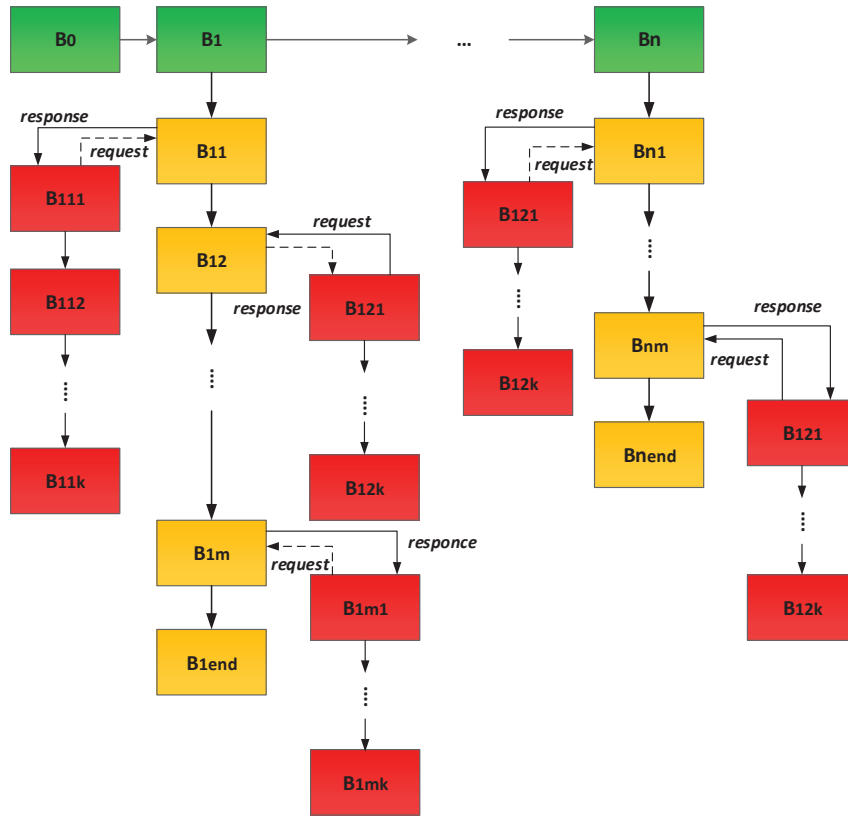 B0
B1
...
Bn
response
request
B11
response
request
Bn1
B111
B121
B12
request
response
B112
B121
....
....
....
Bnm
response
request
....
....
B12k
B11k
B12k
Bnend
B121
....
B1m
responce
request
B1m1
B12k
B1end
....
B1mk